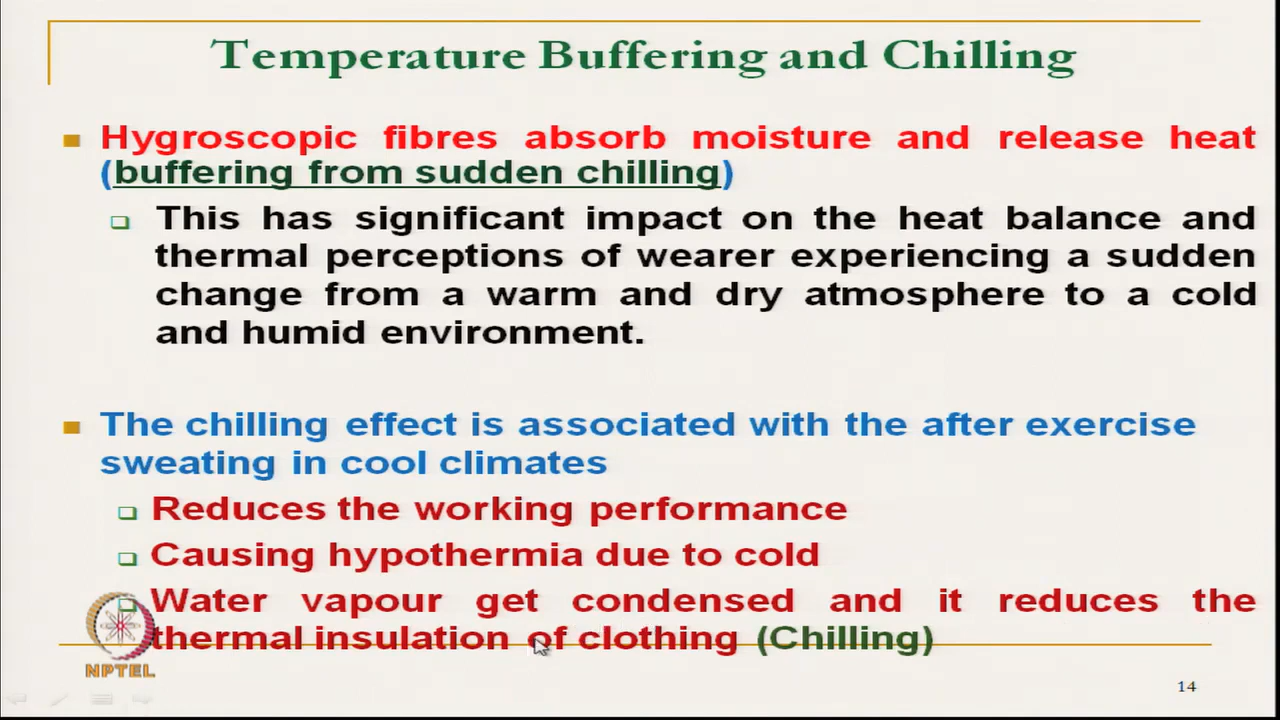 Temperature Buffering and Chilling
Hygroscopic fibres absorb moisture and release heat
(buffering from sudden chilling)
This has significant impact on the heat balance and
thermal perceptions of wearer experiencing a sudden
change from a warm and dry atmosphere to a cold
and humid environment.
The chilling effect is associated with the after exercise
sweating in cool climates
Reduces the working performance
Causing hypothermia due to cold
Water vapour get condensed and it reduces the
thermal insulation of clothing (Chilling)
NPTEL
14